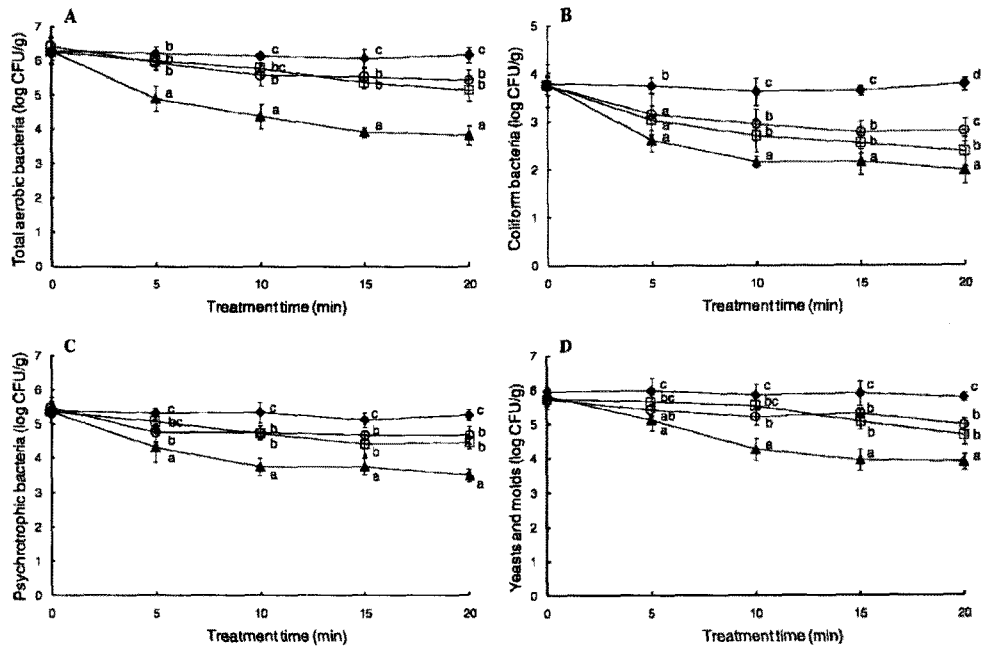 A
Total aerobic bacteria (log CFU/g)
7
6
5
4
3
2
1
0
b
b
b
a
c
bc
b
a
c
b
b
a
c
b
b
a
0 5 10 15 20
Treatment time (min)
B
Coliform bacteria (log CFU/g)
5
4
3
2
1
0
b
a
a
a
c
b
b
a
c
b
b
a
d
c
b
a
0 5 10 15 20
Treatment time (min)
C
Psychrotrophic bacteria (log CFU/g)
7
6
5
4
3
2
1
0
c
bc
b
a
c
b
b
a
c
b
b
a
c
b
b
a
0 5 10 15 20
Treatment time (min)
D
Yeasts and molds (log CFU/g)
7
6
5
4
3
2
1
0
c
bc
ab
a
c
bc
b
a
c
b
b
a
c
b
b
a
0 5 10 15 20
Treatment time (min)